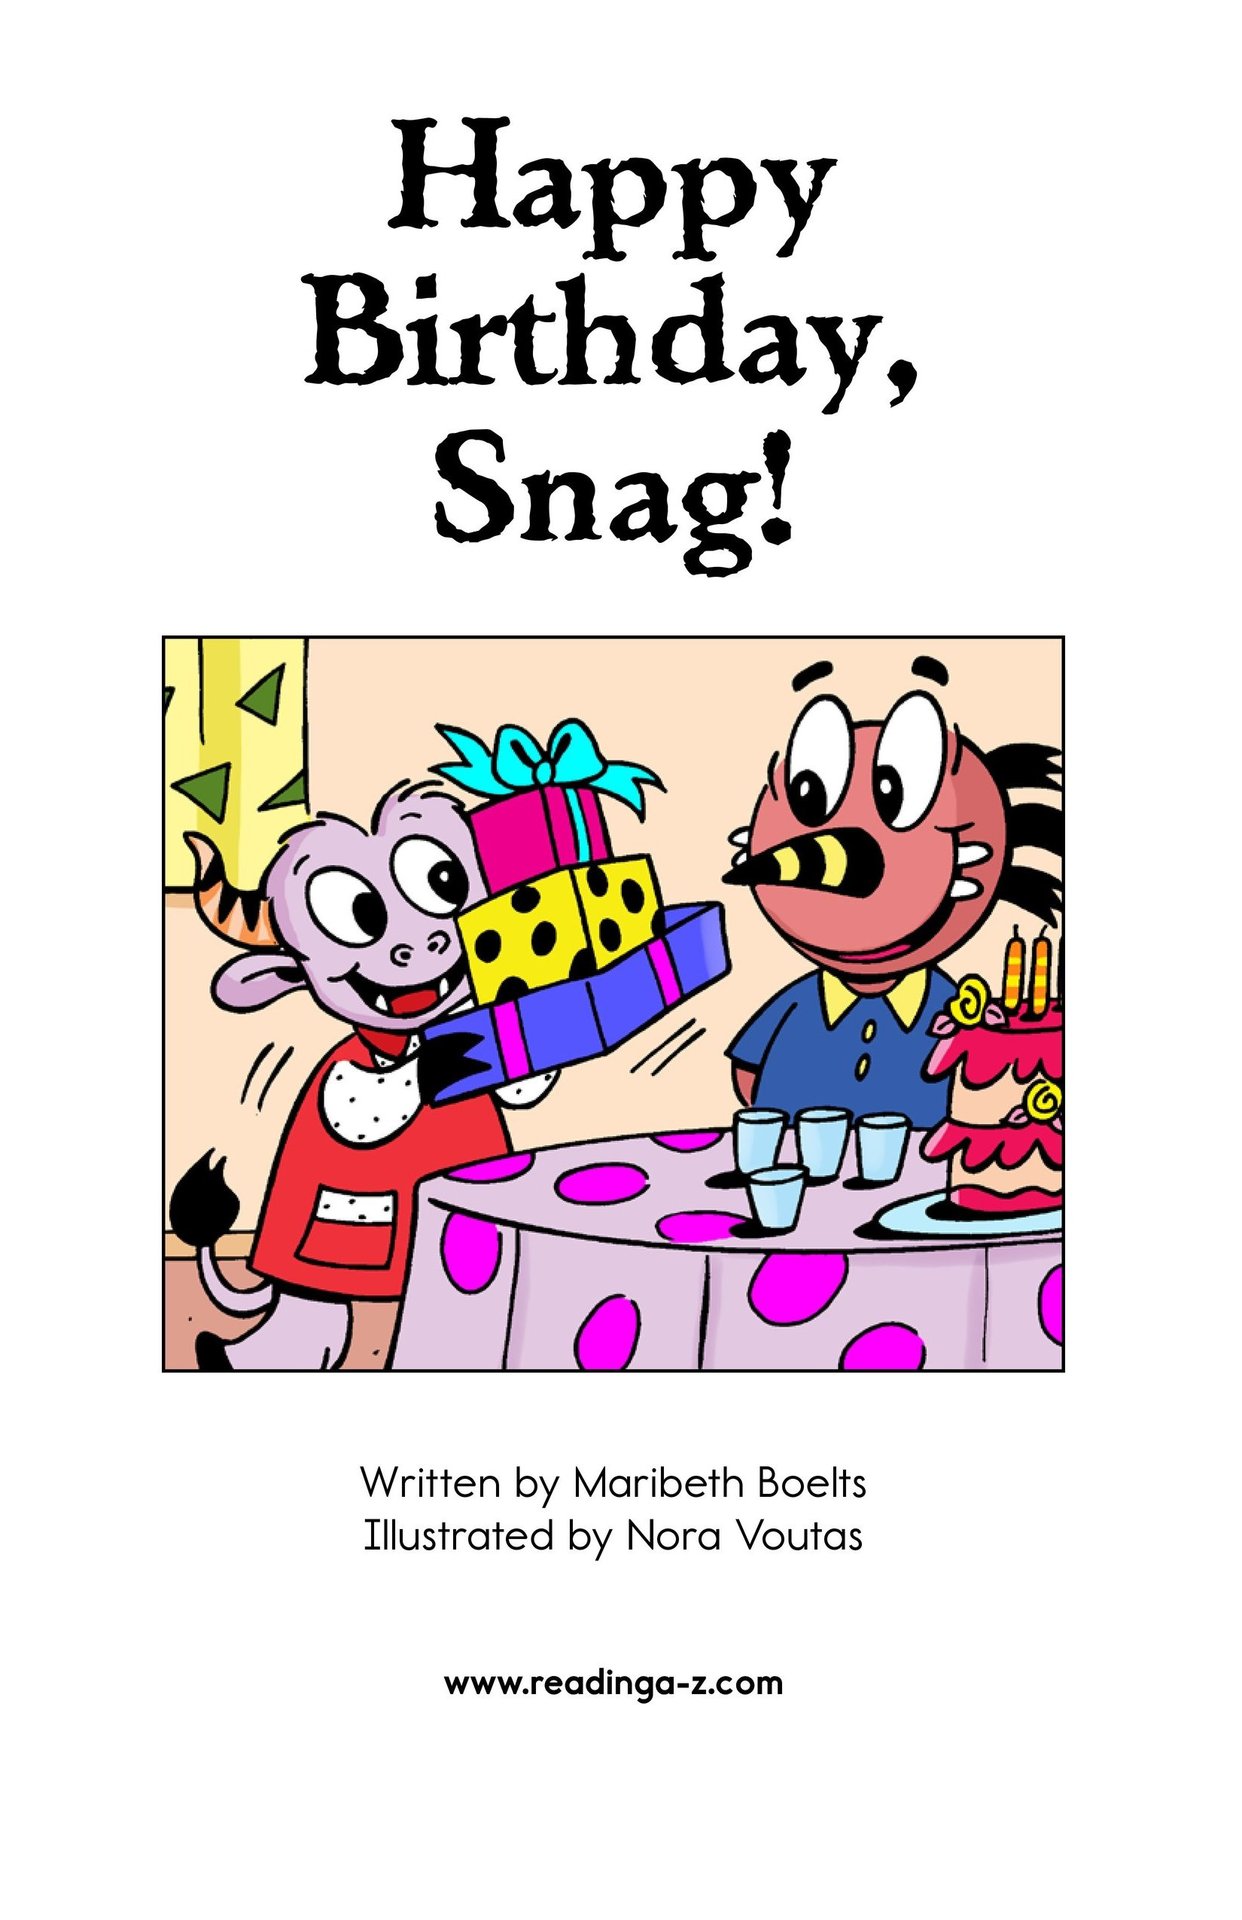 Happy
Birthday,
Snag!
Written by Maribeth Boelts
Illustrated by Nora Voutas
www.readinga-z.com